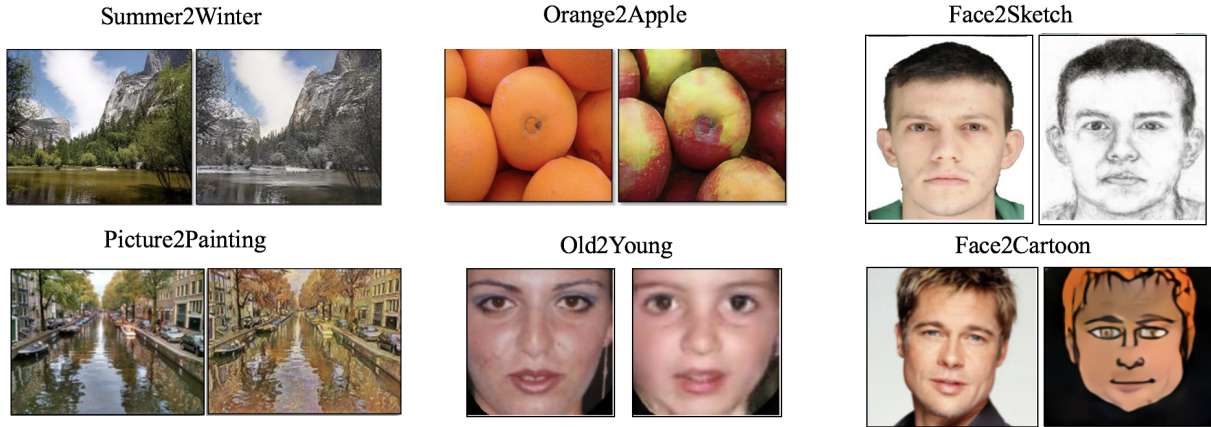 Summer2Winter
Orange2Apple
Face2Sketch
Picture2Painting
Old2Young
Face2Cartoon